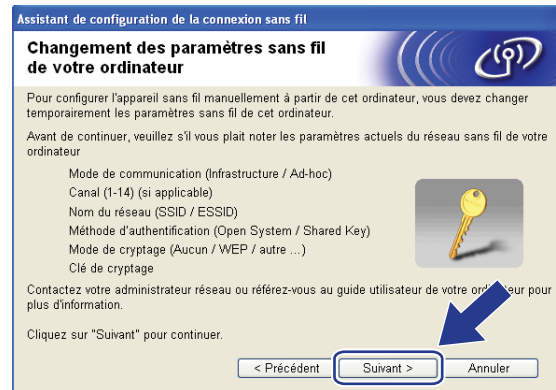 Assistant de configuration de la connexion sans fil
Changement des paramètres sans fil
de votre ordinateur
Pour configurer l'appareil sans fil manuellement à partir de cet ordinateur, vous devez changer
temporairement les paramètres sans fil de cet ordinateur.
Avant de continuer, veuillez s'il vous plait noter les paramètres actuels du réseau sans fil de votre
ordinateur
Mode de communication (Infrastructure / Ad-hoc)
Canal (1-14) (si applicable)
Nom du réseau (SSID / ESSID)
Méthode d'authentification (Open System / Shared Key)
Mode de cryptage (Aucun / WEP / autre ...)
Clé de cryptage
Contactez votre administrateur réseau ou référez-vous au guide utilisateur de votre pour
plus d'information.
Cliquez sur "Suivant" pour continuer.
< Précédent Suivant > Annuler